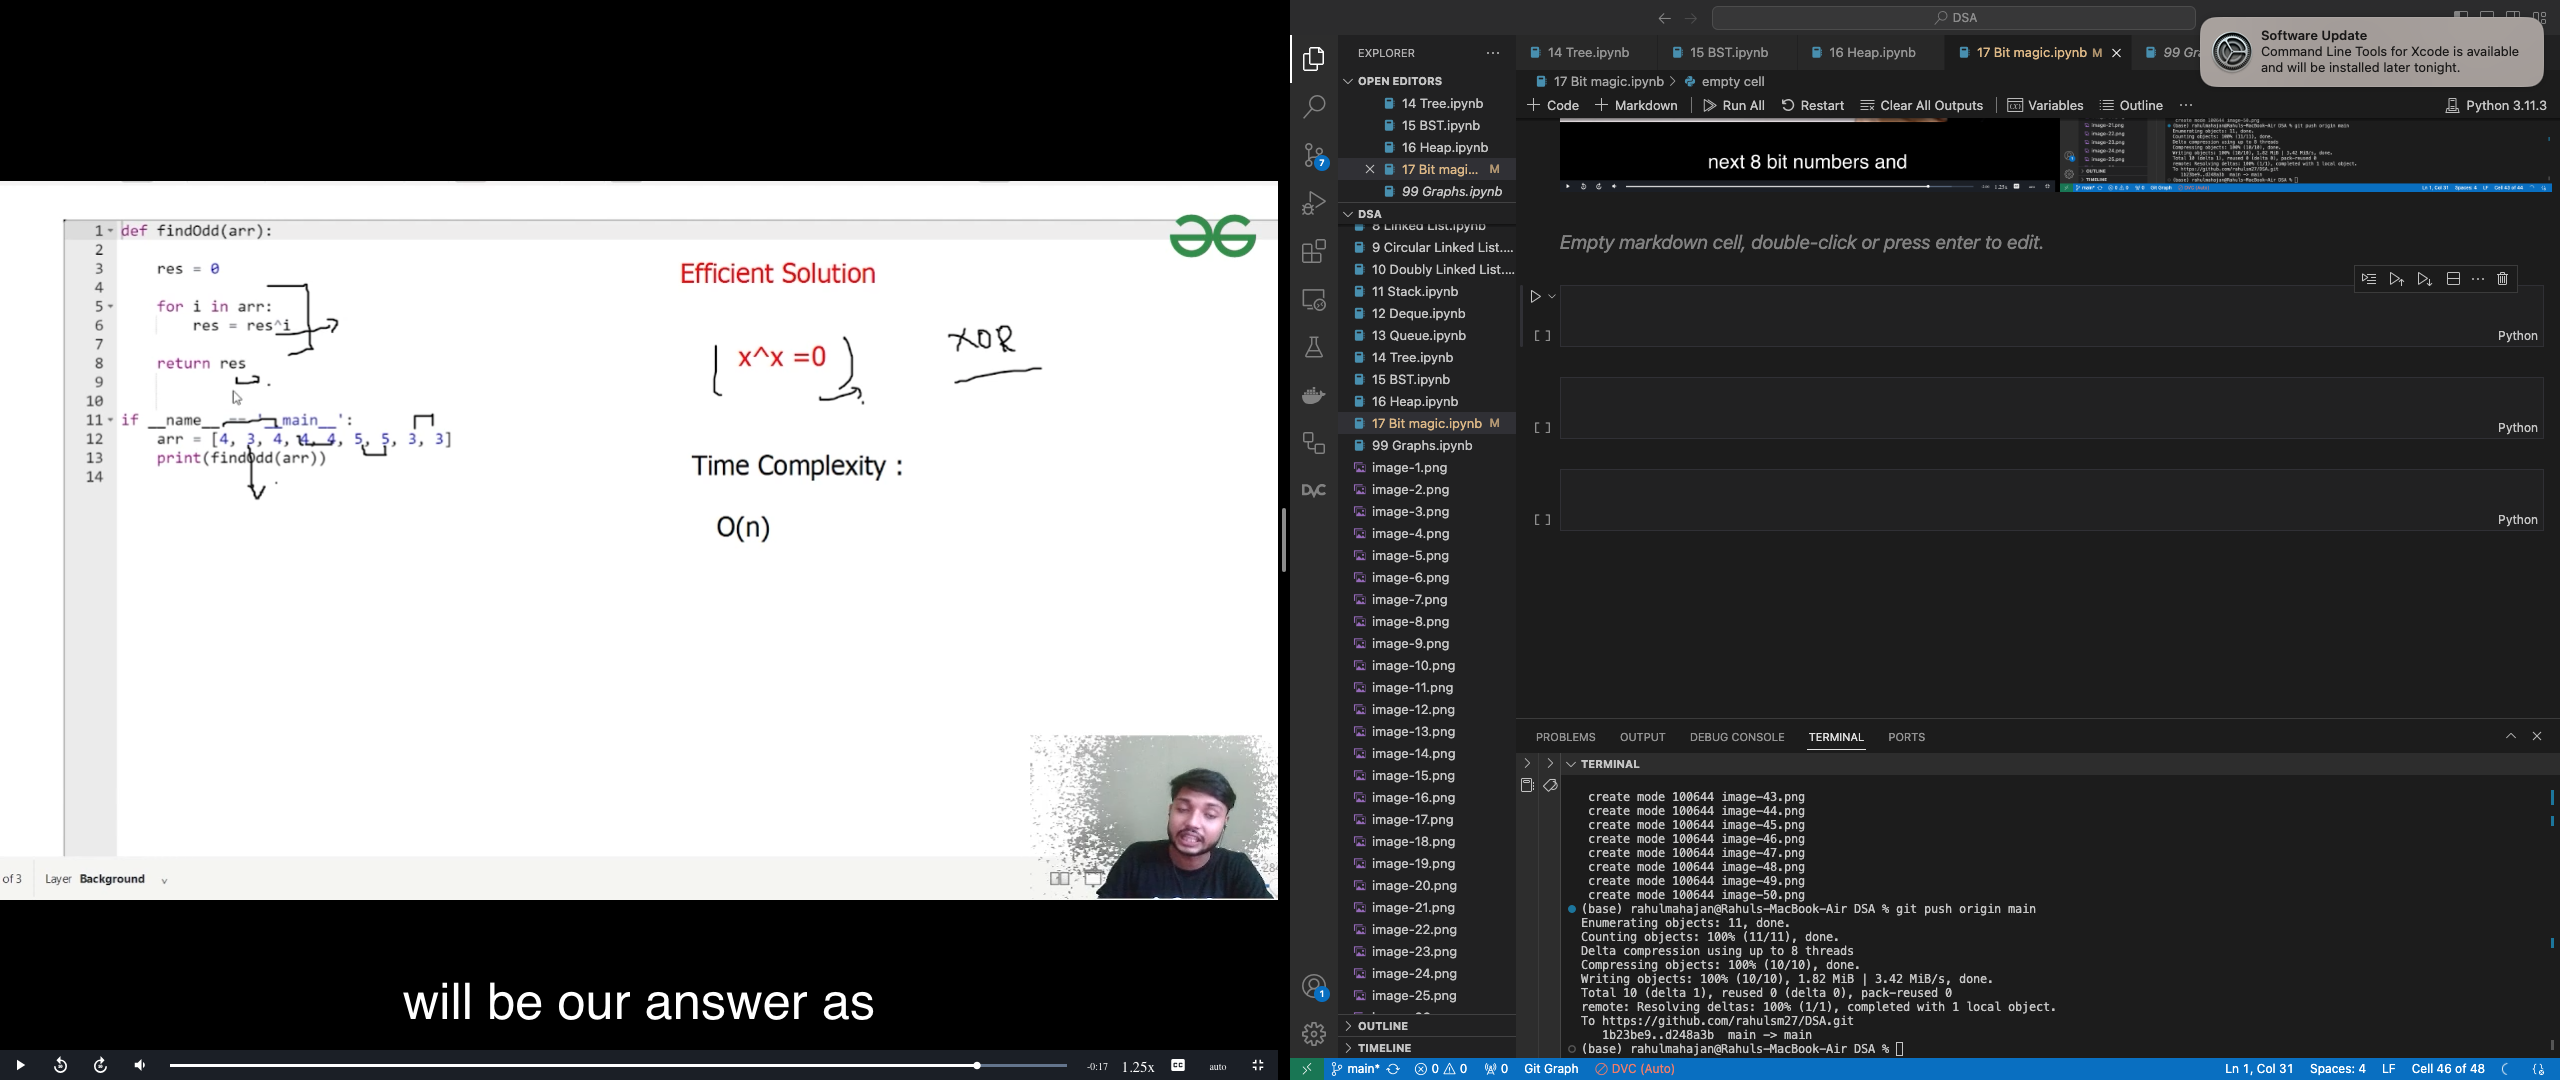 1 def findOdd(arr):
2
3 res = 0
4
5 for i in arr:
6 res = res^i
7
8 return res
9
10
11 if __name__ == '__main__':
12 arr = [4, 3, 4, 4, 4, 5, 5, 3, 3]
13 print(findOdd(arr))
14
Efficient Solution
x^x =0
XOR
Time Complexity :
O(n)
of 3 Layer Background
will be our answer as
-0:17 1.25x CC auto
DSA
Software Update
Command Line Tools for Xcode is available
and will be installed later tonight.
EXPLORER
14 Tree.ipynb 15 BST.ipynb 16 Heap.ipynb 17 Bit magic.ipynb M 99 Gr
17 Bit magic.ipynb > empty cell
Code Markdown Run All Restart Clear All Outputs Variables Outline Python 3.11.3
OPEN EDITORS
14 Tree.ipynb
15 BST.ipynb
16 Heap.ipynb
17 Bit magi... M
99 Graphs.ipynb
DSA
8 Linked List.ipynb
9 Circular Linked List....
10 Doubly Linked List....
11 Stack.ipynb
12 Deque.ipynb
13 Queue.ipynb
14 Tree.ipynb
15 BST.ipynb
16 Heap.ipynb
17 Bit magic.ipynb M
99 Graphs.ipynb
image-1.png
image-2.png
image-3.png
image-4.png
image-5.png
image-6.png
image-7.png
image-8.png
image-9.png
image-10.png
image-11.png
image-12.png
image-13.png
image-14.png
image-15.png
image-16.png
image-17.png
image-18.png
image-19.png
image-20.png
image-21.png
image-22.png
image-23.png
image-24.png
image-25.png
OUTLINE
TIMELINE
7
DVC
1
next 8 bit numbers and
Empty markdown cell, double-click or press enter to edit.
[ ] Python
[ ] Python
[ ] Python
PROBLEMS OUTPUT DEBUG CONSOLE TERMINAL PORTS
TERMINAL
create mode 100644 image-43.png
create mode 100644 image-44.png
create mode 100644 image-45.png
create mode 100644 image-46.png
create mode 100644 image-47.png
create mode 100644 image-48.png
create mode 100644 image-49.png
create mode 100644 image-50.png
(base) rahulmahajan@Rahuls-MacBook-Air DSA % git push origin main
Enumerating objects: 11, done.
Counting objects: 100% (11/11), done.
Delta compression using up to 8 threads
Compressing objects: 100% (10/10), done.
Writing objects: 100% (10/10), 1.82 MiB | 3.42 MiB/s, done.
Total 10 (delta 1), reused 0 (delta 0), pack-reused 0
remote: Resolving deltas: 100% (1/1), completed with 1 local object.
To https://github.com/rahulsm27/DSA.git
1b23be9..d248a3b main -> main
(base) rahulmahajan@Rahuls-MacBook-Air DSA %
main* 0 0 0 Git Graph DVC (Auto) Ln 1, Col 31 Spaces: 4 LF Cell 46 of 48